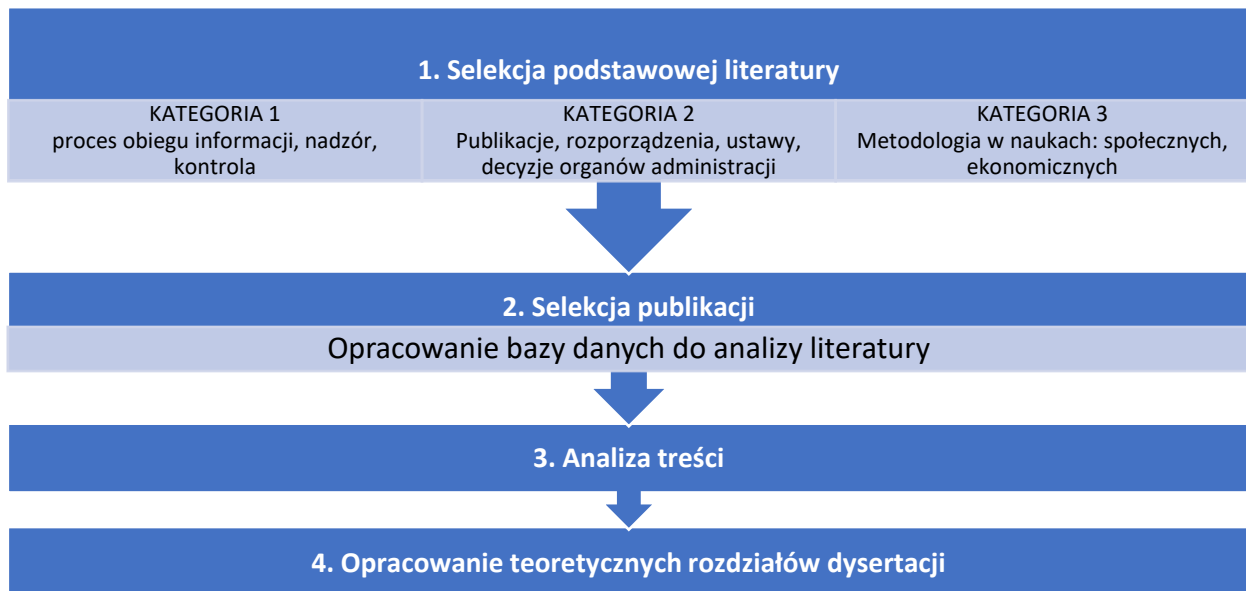 1. Selekcja podstawowej literatury
KATEGORIA 1
proces obiegu informacji, nadzór,
kontrola
KATEGORIA 2
Publikacje, rozporządzenia, ustawy,
decyzje organów administracji
KATEGORIA 3
Metodologia w naukach: społecznych,
ekonomicznych
2. Selekcja publikacji
Opracowanie bazy danych do analizy literatury
3. Analiza treści
4. Opracowanie teoretycznych rozdziałów dysertacji